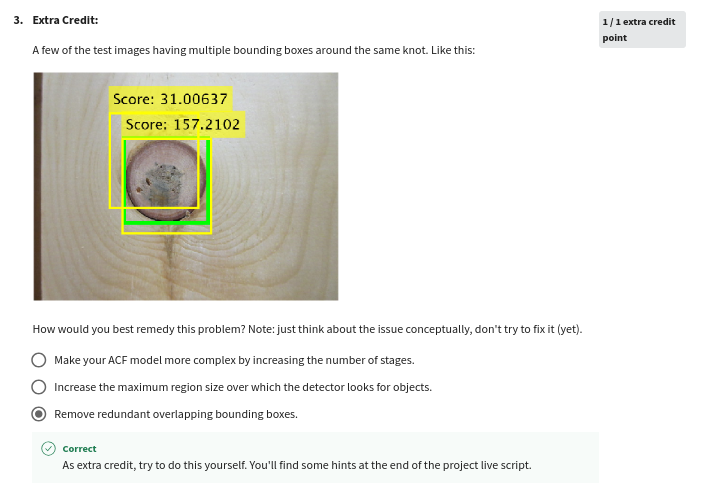 3. Extra Credit:
1 / 1 extra credit
point
A few of the test images having multiple bounding boxes around the same knot. Like this:
Score: 31.00637
Score: 157.2102
How would you best remedy this problem? Note: just think about the issue conceptually, don't try to fix it (yet).
Make your ACF model more complex by increasing the number of stages.
Increase the maximum region size over which the detector looks for objects.
Remove redundant overlapping bounding boxes.
Correct
As extra credit, try to do this yourself. You'll find some hints at the end of the project live script.